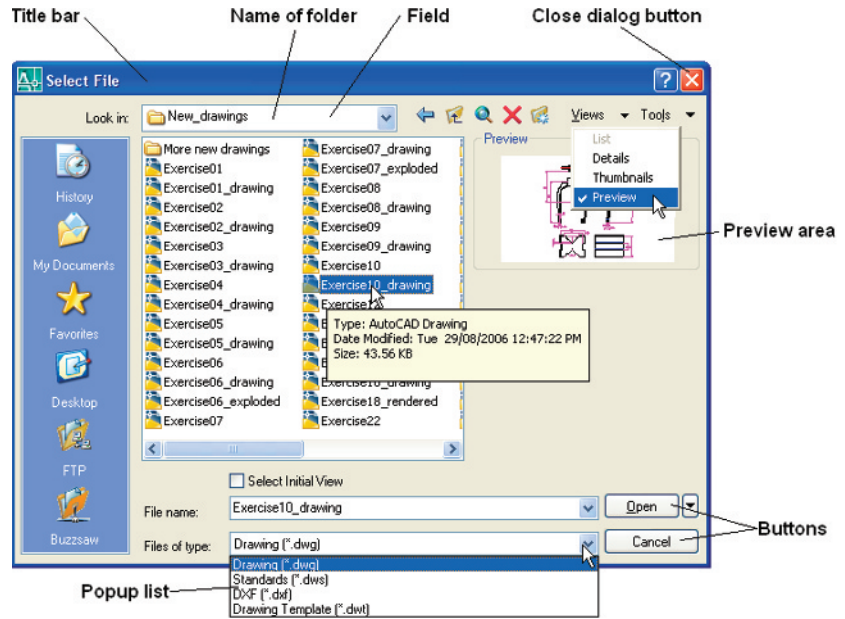 Title bar
Name of folder
Field
Close dialog button
Select File
Look in:
New_drawings
Views
Tools
History
My Documents
Favorites
Desktop
FTP
Buzzsaw
More new drawings
Exercise01
Exercise01_drawing
Exercise02
Exercise02_drawing
Exercise03
Exercise03_drawing
Exercise04
Exercise04_drawing
Exercise05
Exercise05_drawing
Exercise06
Exercise06_drawing
Exercise06_exploded
Exercise07
Exercise07_drawing
Exercise07_exploded
Exercise08
Exercise08_drawing
Exercise09
Exercise09_drawing
Exercise10
Exercise10_drawing
Type: AutoCAD Drawing
Date Modified: Tue 29/08/2006 12:47:22 PM
Size: 43.56 KB
Exercise18_rendered
Exercise22
Preview
List
Details
Thumbnails
Preview
Preview area
Select Initial View
File name:
Exercise10_drawing
Open
Files of type:
Drawing (*.dwg)
Cancel
Buttons
Drawing (*.dwg)
Standards (*.dws)
DXF (*.dxf)
Drawing Template (*.dwt)
Popup list